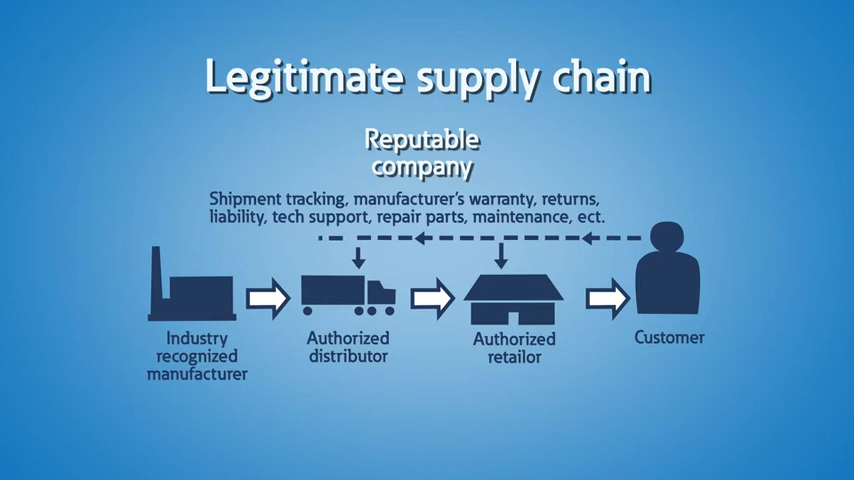 Legitimate supply chain
Reputable
company
Shipment tracking, manufacturer's warranty, returns,
liability, tech support, repair parts, maintenance, ect.
Industry
recognized
manufacturer
Authorized
distributor
Authorized
retailor
Customer